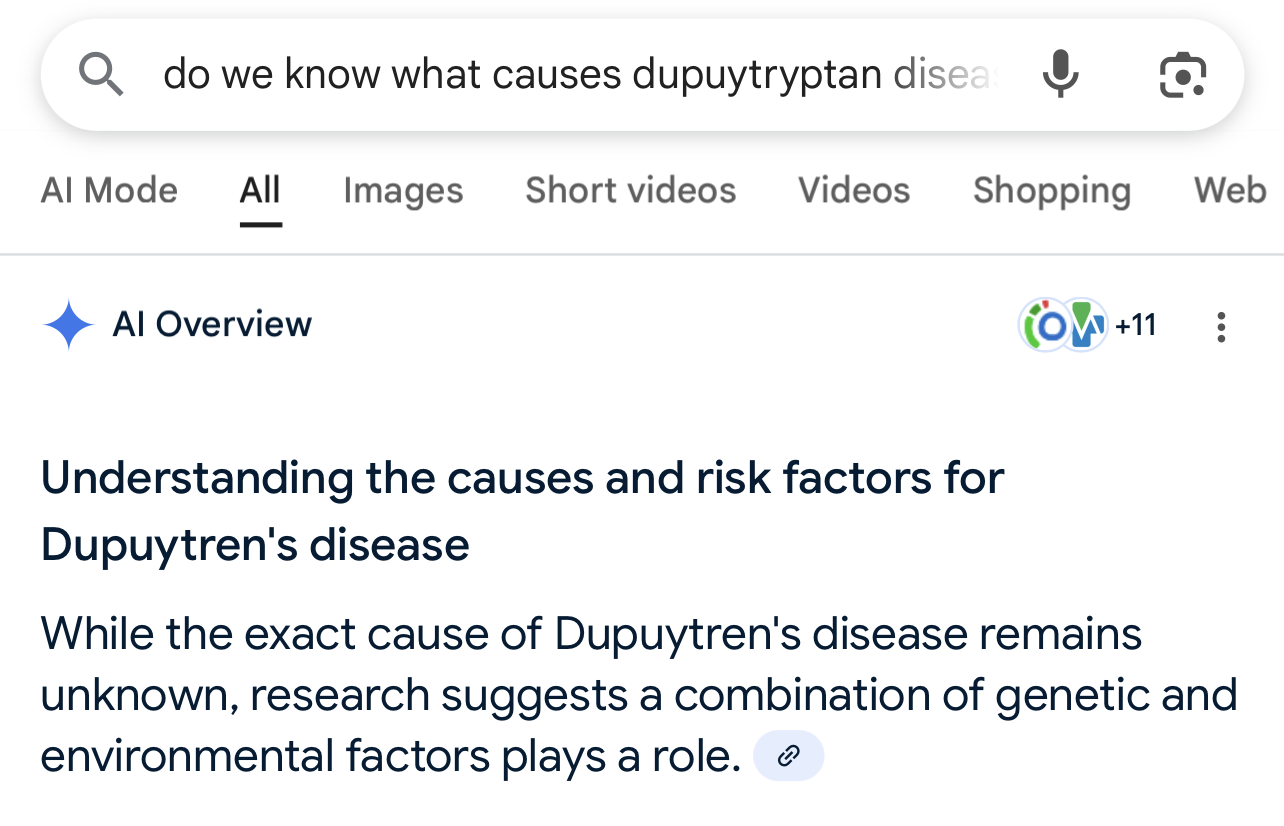 do we know what causes dupuytryptan diseas
AI Mode All Images Short videos Videos Shopping Web
AI Overview +11
Understanding the causes and risk factors for
Dupuytren's disease
While the exact cause of Dupuytren's disease remains
unknown, research suggests a combination of genetic and
environmental factors plays a role.